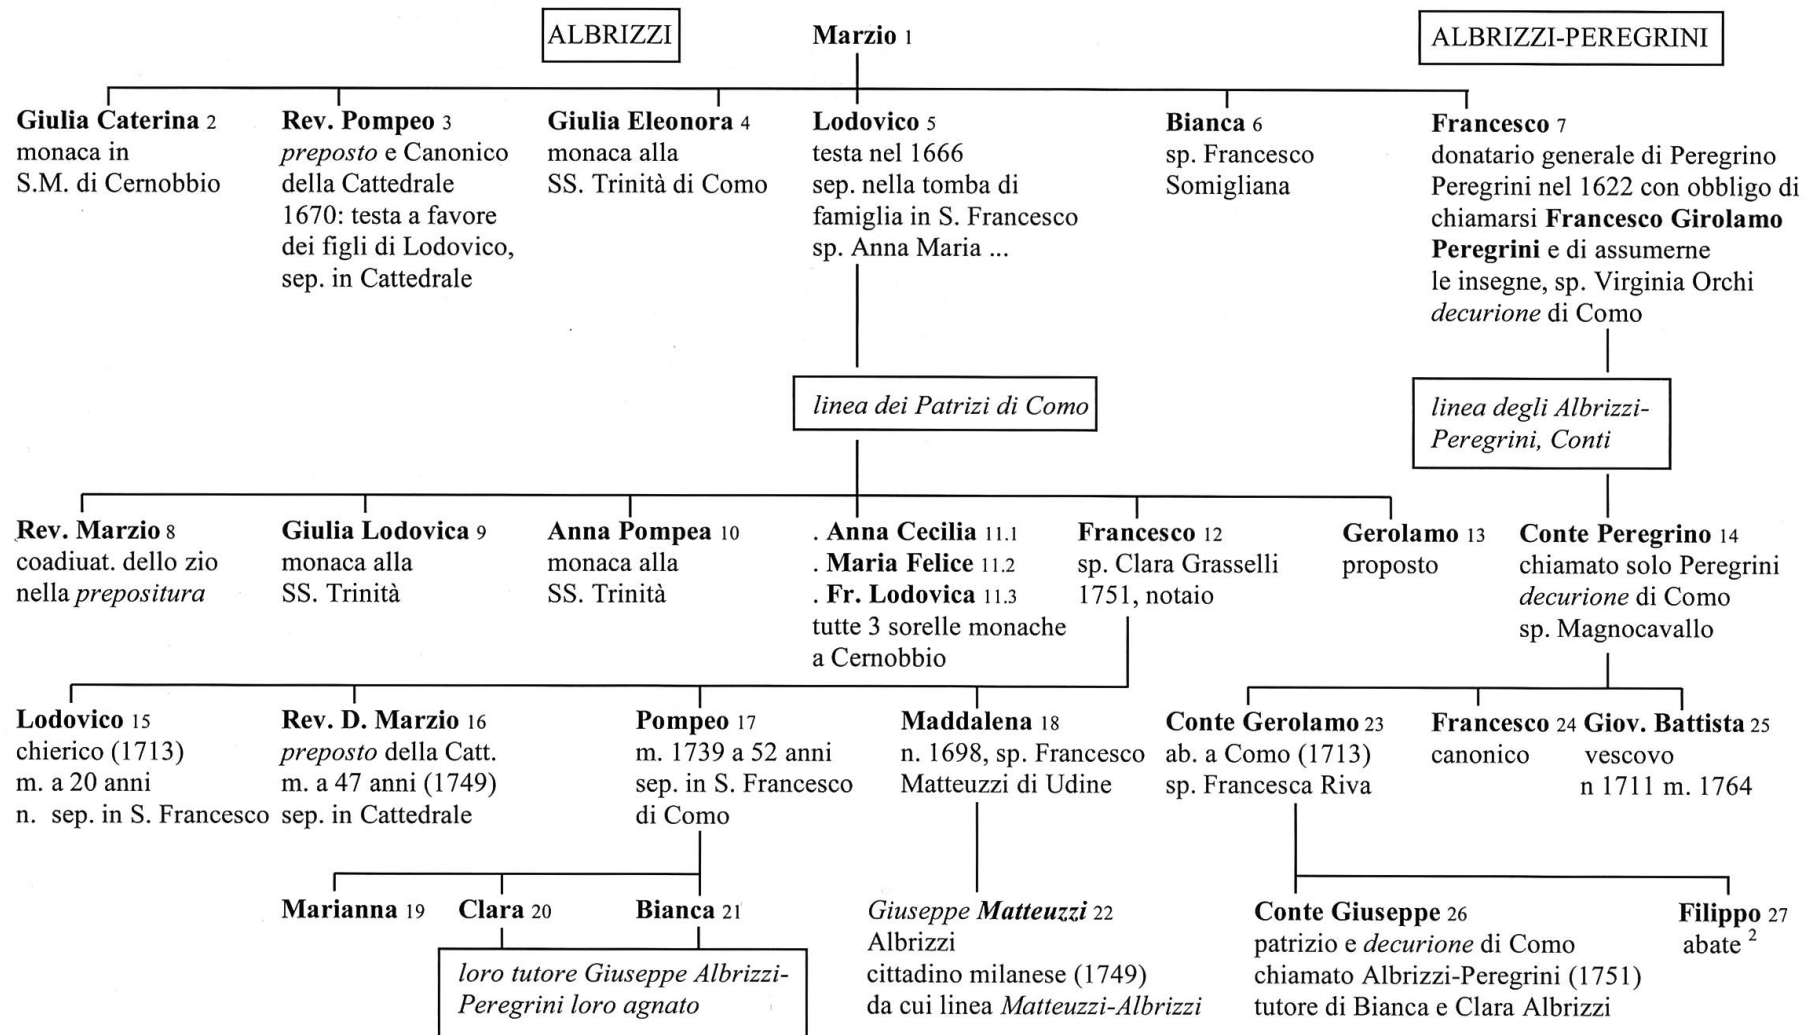 ALBRIZZI
Marzio 1
ALBRIZZI-PEREGRINI
Giulia Caterina 2
monaca in
S.M. di Cernobbio
Rev. Pompeo 3
preposto e Canonico
della Cattedrale
1670: testa a favore
dei figli di Lodovico,
sep. in Cattedrale
Giulia Eleonora 4
monaca alla
SS. Trinità di Como
Lodovico 5
testa nel 1666
sep. nella tomba di
famiglia in S. Francesco
sp. Anna Maria ...
Bianca 6
sp. Francesco
Somigliana
Francesco 7
donatario generale di Peregrino
Peregrini nel 1622 con obbligo di
chiamarsi Francesco Girolamo
Peregrini e di assumerne
le insegne, sp. Virginia Orchi
decurione di Como
linea dei Patrizi di Como
linea degli Albrizzi-
Peregrini, Conti
Rev. Marzio 8
coadiuat. dello zio
nella prepositura
Giulia Lodovica 9
monaca alla
SS. Trinità
Anna Pompea 10
monaca alla
SS. Trinità
. Anna Cecilia 11.1
. Maria Felice 11.2
. Fr. Lodovica 11.3
tutte 3 sorelle monache
a Cernobbio
Francesco 12
sp. Clara Grasselli
1751, notaio
Gerolamo 13
proposto
Conte Peregrino 14
chiamato solo Peregrini
decurione di Como
sp. Magnocavallo
Lodovico 15
chierico (1713)
m. a 20 anni
n. sep. in S. Francesco
Rev. D. Marzio 16
preposto della Catt.
m. a 47 anni (1749)
sep. in Cattedrale
Pompeo 17
m. 1739 a 52 anni
sep. in S. Francesco
di Como
Maddalena 18
n. 1698, sp. Francesco
Matteuzzi di Udine
Conte Gerolamo 23
ab. a Como (1713)
sp. Francesca Riva
Francesco 24
canonico
Giov. Battista 25
vescovo
n 1711 m. 1764
Marianna 19
Clara 20
Bianca 21
loro tutore Giuseppe Albrizzi-
Peregrini loro agnato
Giuseppe Matteuzzi 22
Albrizzi
cittadino milanese (1749)
da cui linea Matteuzzi-Albrizzi
Conte Giuseppe 26
patrizio e decurione di Como
chiamato Albrizzi-Peregrini (1751)
tutore di Bianca e Clara Albrizzi
Filippo 27
abate 2